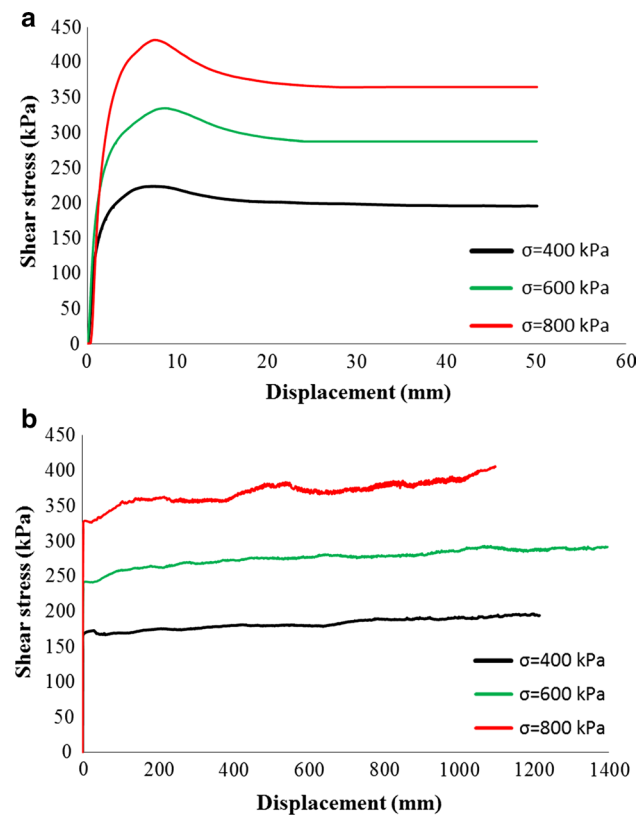 a
450
400
350
300
250
200
150
100
50
0
Shear stress (kPa)
σ=400 kPa
σ=600 kPa
σ=800 kPa
0 10 20 30 40 50 60
Displacement (mm)
b
450
400
350
300
250
200
150
100
50
0
Shear stress (kPa)
σ=400 kPa
σ=600 kPa
σ=800 kPa
0 200 400 600 800 1000 1200 1400
Displacement (mm)